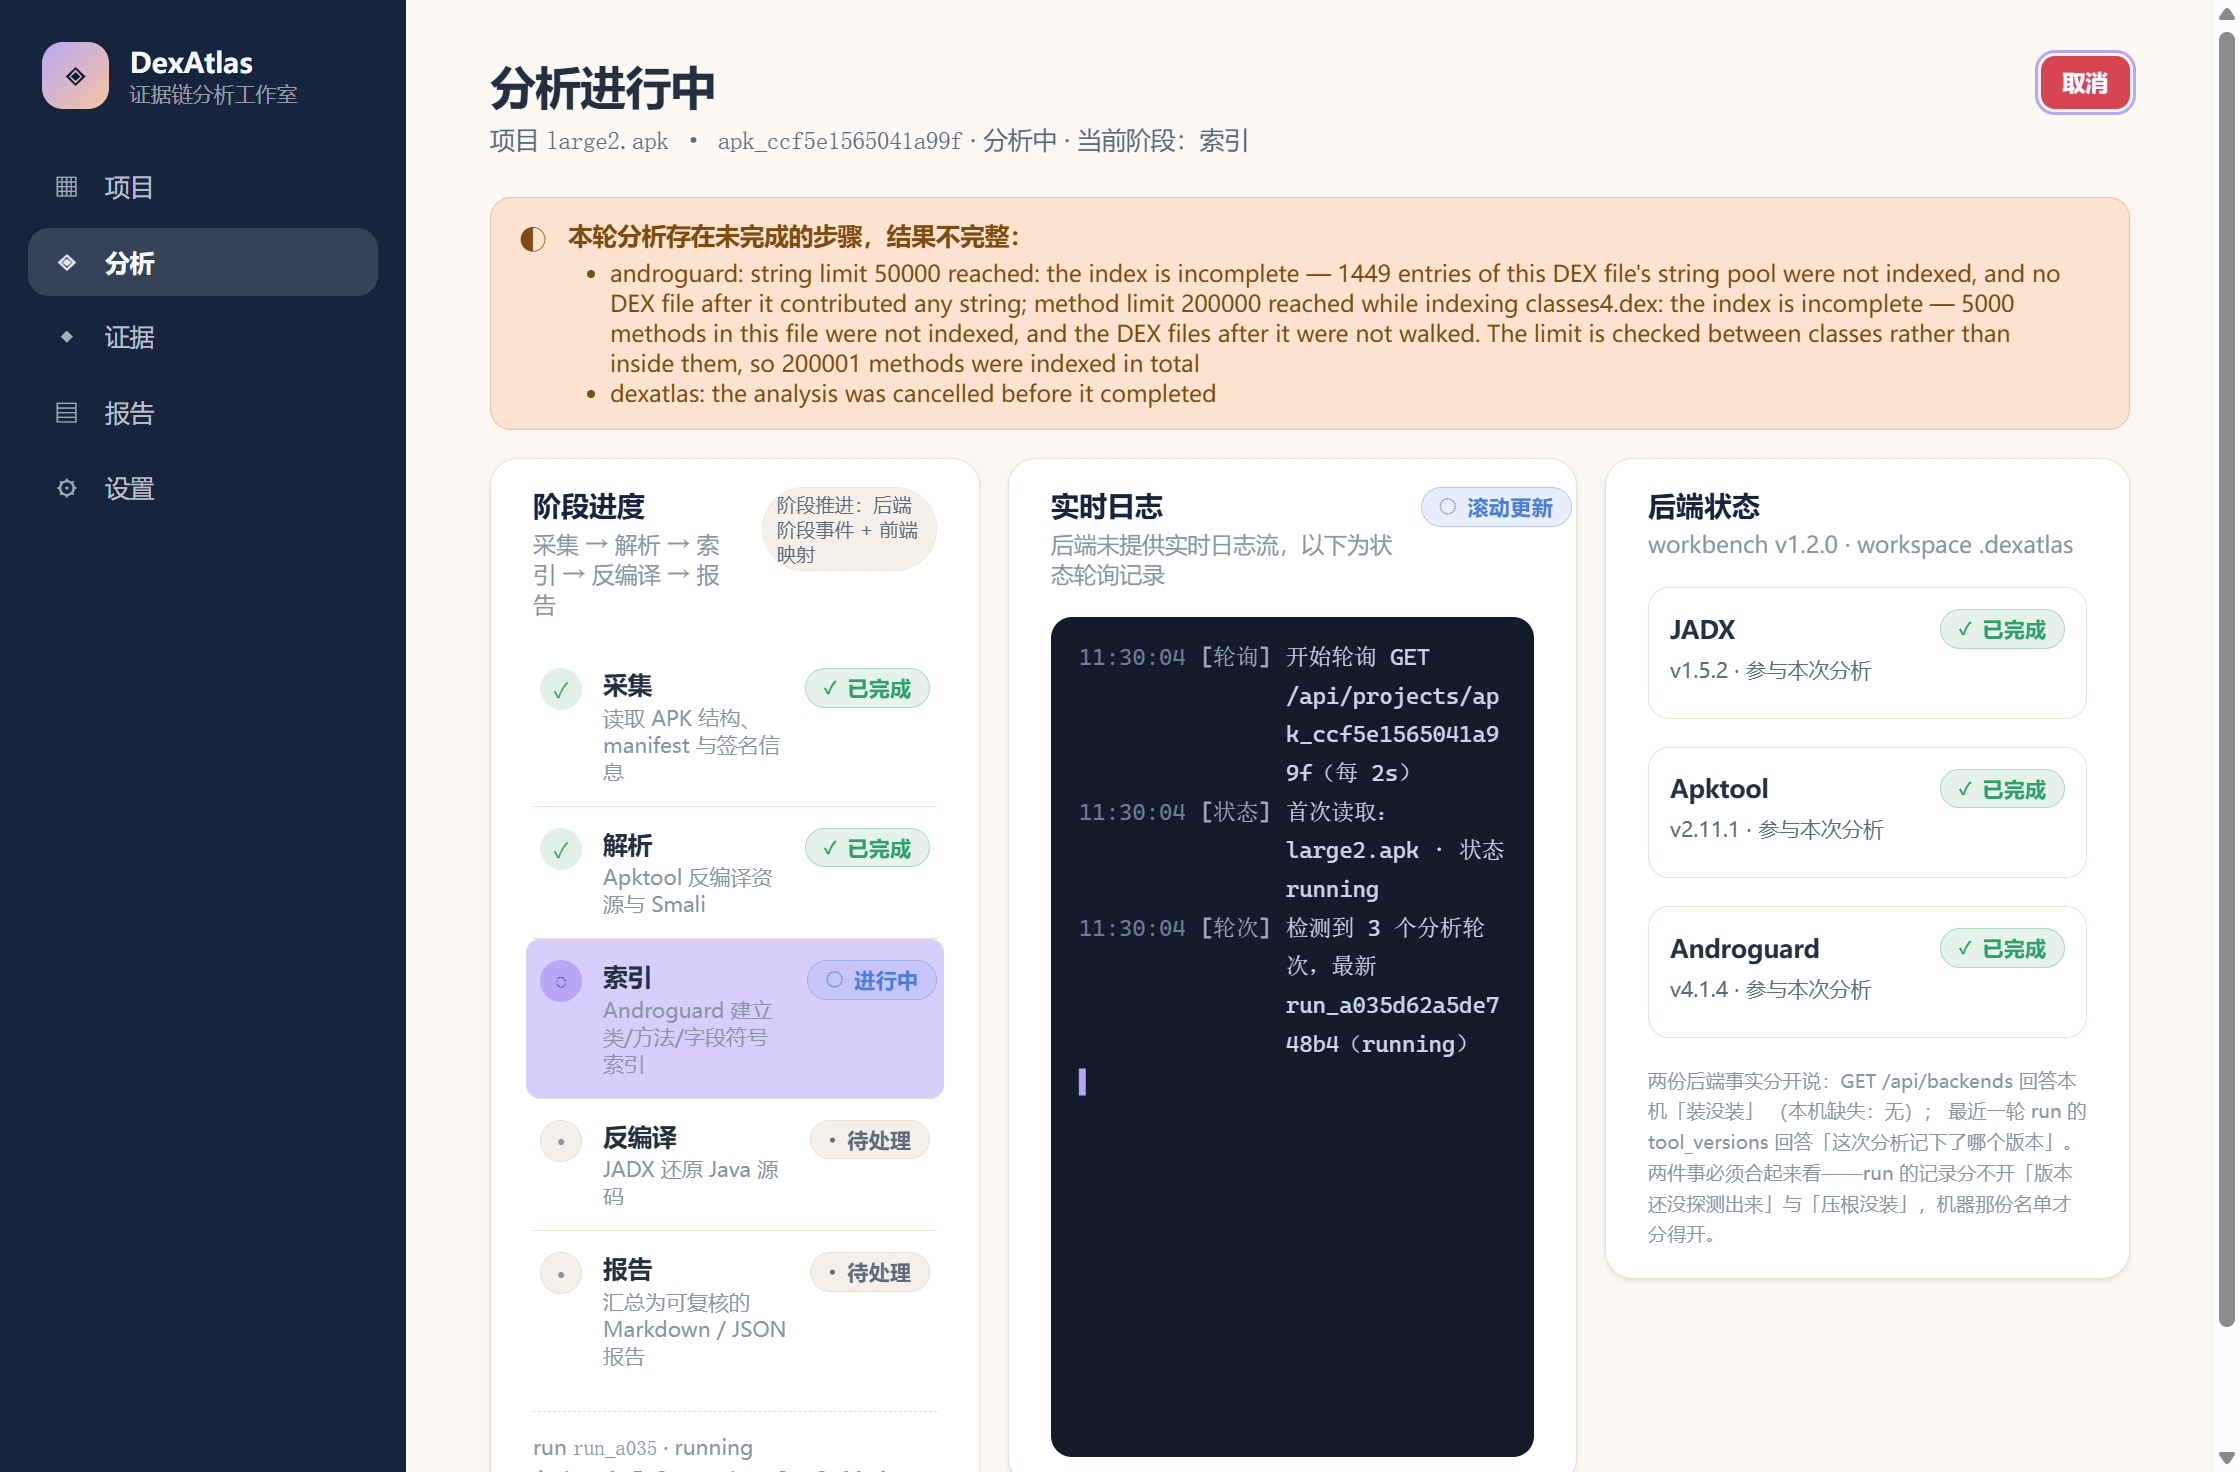 DexAtlas
证据链分析工作室
项目
分析
证据
报告
设置
分析进行中
项目 large2.apk • apk_ccf5e1565041a99f · 分析中 · 当前阶段：索引
取消
本轮分析存在未完成的步骤，结果不完整：
• androguard: string limit 50000 reached: the index is incomplete — 1449 entries of this DEX file's string pool were not indexed, and no
DEX file after it contributed any string; method limit 200000 reached while indexing classes4.dex: the index is incomplete — 5000
methods in this file were not indexed, and the DEX files after it were not walked. The limit is checked between classes rather than
inside them, so 200001 methods were indexed in total
• dexatlas: the analysis was cancelled before it completed
阶段进度
采集 → 解析 → 索
引 → 反编译 → 报
告
阶段推进：后端
阶段事件 + 前端
映射
✓ 采集
✓ 已完成
读取 APK 结构、
manifest 与签名信
息
✓ 解析
✓ 已完成
Apktool 反编译资
源与 Smali
索引
进行中
Androguard 建立
类/方法/字段符号
索引
反编译
• 待处理
JADX 还原 Java 源
码
报告
• 待处理
汇总为可复核的
Markdown / JSON
报告
run run_a035 · running
实时日志
滚动更新
后端未提供实时日志流，以下为状
态轮询记录
11:30:04 [轮询] 开始轮询 GET
/api/projects/ap
k_ccf5e1565041a9
9f（每 2s）
11:30:04 [状态] 首次读取：
large2.apk · 状态
running
11:30:04 [轮次] 检测到 3 个分析轮
次，最新
run_a035d62a5de7
48b4（running）
后端状态
workbench v1.2.0 · workspace .dexatlas
JADX
✓ 已完成
v1.5.2 · 参与本次分析
Apktool
✓ 已完成
v2.11.1 · 参与本次分析
Androguard
✓ 已完成
v4.1.4 · 参与本次分析
两份后端事实分开说：GET /api/backends 回答本
机「装没装」（本机缺失：无）； 最近一轮 run 的
tool_versions 回答「这次分析记下了哪个版本」。
两件事必须合起来看——run 的记录分不开「版本
还没探测出来」与「压根没装」，机器那份名单才
分得开。